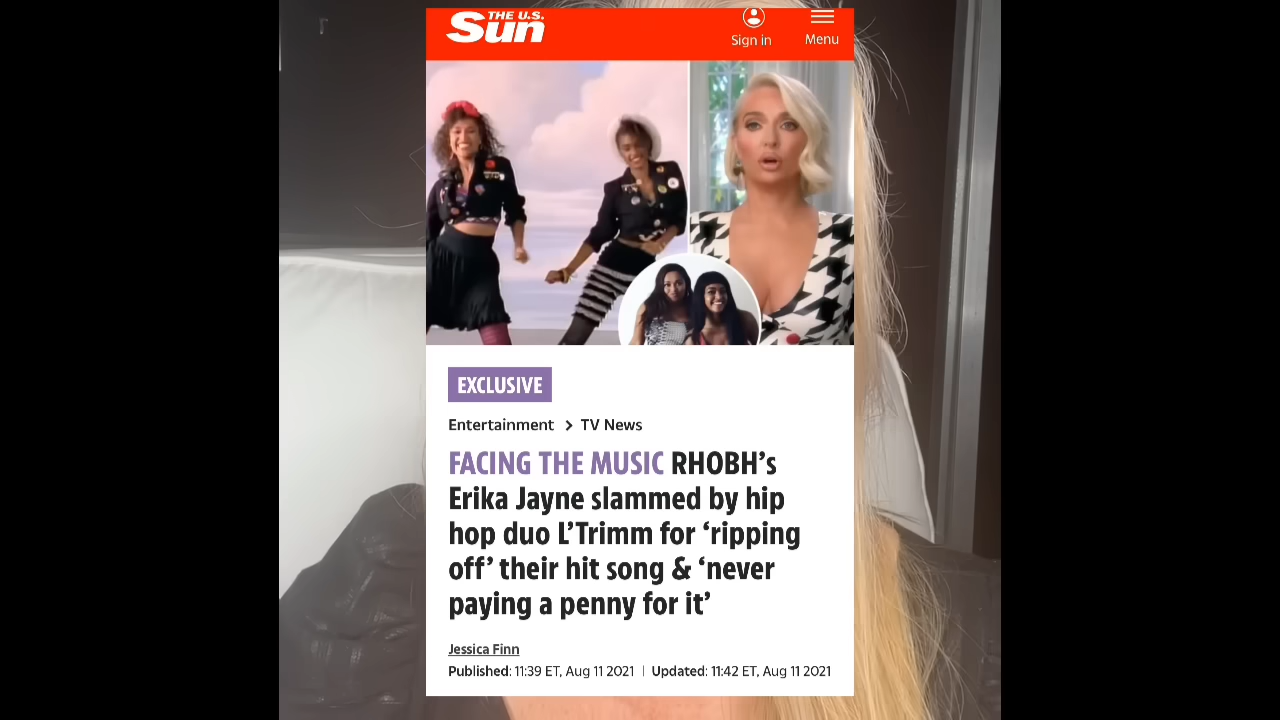 THE U.S.
Sun
Sign in
Menu
EXCLUSIVE
Entertainment > TV News
FACING THE MUSIC RHOBH’s
Erika Jayne slammed by hip
hop duo L’Trimm for ‘ripping
off’ their hit song & ‘never
paying a penny for it’
Jessica Finn
Published: 11:39 ET, Aug 11 2021 | Updated: 11:42 ET, Aug 11 2021